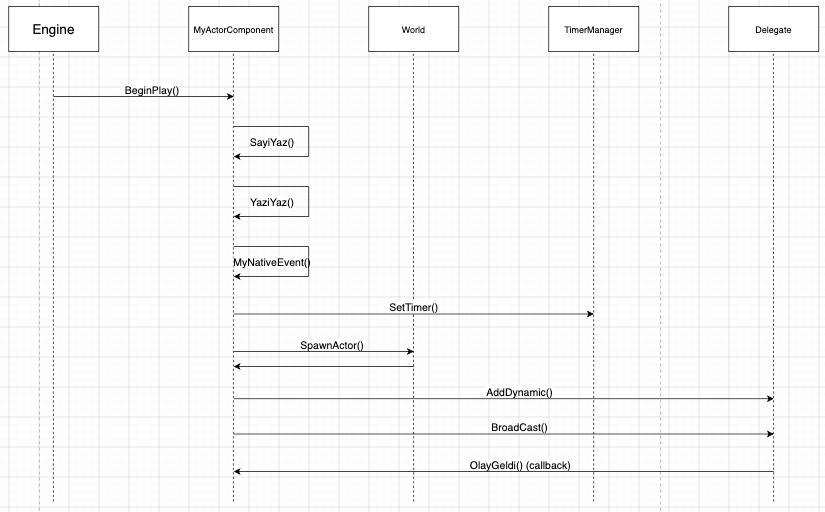 Engine
MyActorComponent
World
TimerManager
Delegate
BeginPlay()
SayiYaz()
YaziYaz()
MyNativeEvent()
SetTimer()
SpawnActor()
AddDynamic()
BroadCast()
OlayGeldi() (callback)